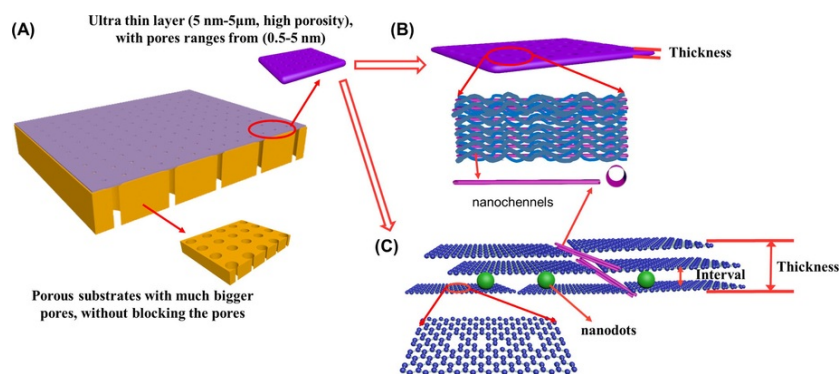 (A)
Ultra thin layer (5 nm-5μm, high porosity),
with pores ranges from (0.5-5 nm)
(B)
Thickness
nanochennels
Porous substrates with much bigger
pores, without blocking the pores
(C)
Interval
Thickness
nanodots